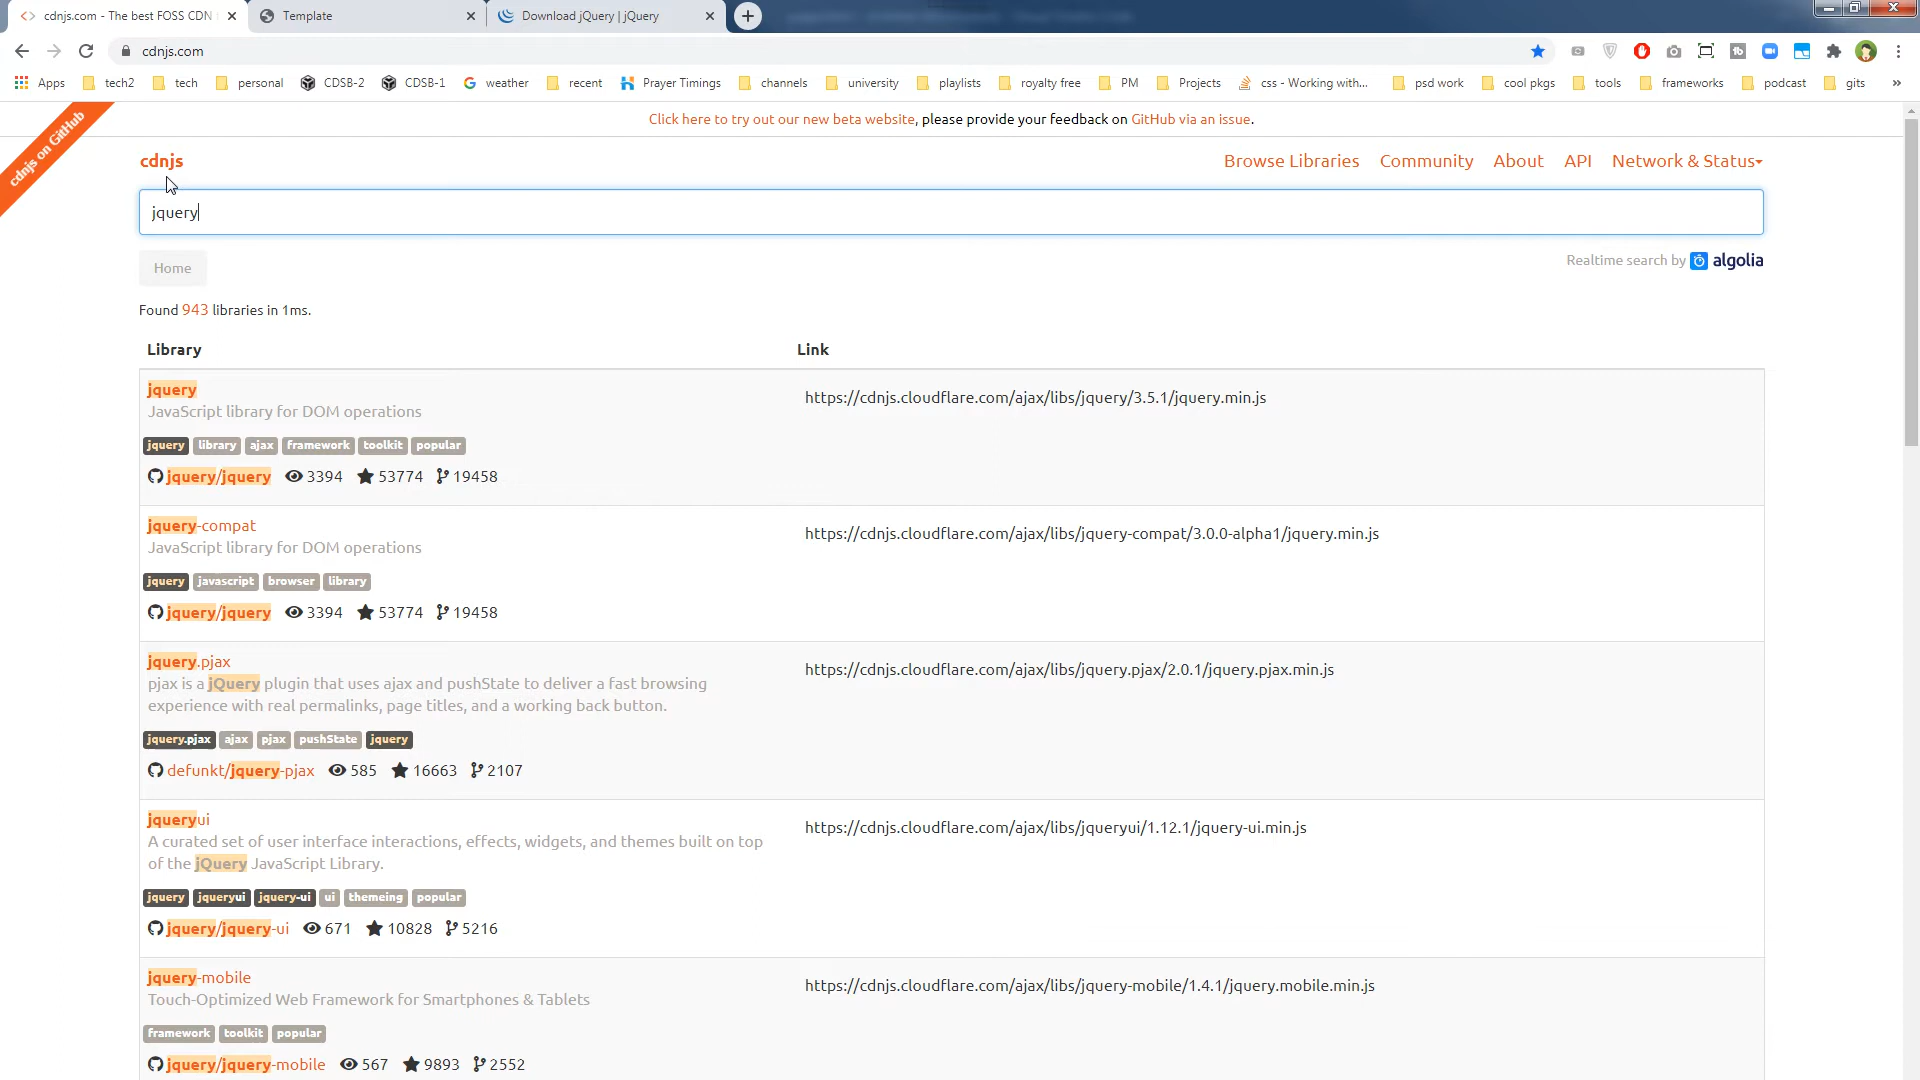 cdnjs.com - The best FOSS CDN
Template
Download jQuery | jQuery
cdnjs.com
Apps
tech2
tech
personal
CDSB-2
CDSB-1
weather
recent
Prayer Timings
channels
university
playlists
royalty free
PM
Projects
css - Working with...
psd work
cool pkgs
tools
frameworks
podcast
gits
»
cdnjs on GitHub
Click here to try out our new beta website, please provide your feedback on GitHub via an issue.
cdnjs
Browse Libraries
Community
About
API
Network & Status
jquery
Home
Realtime search by algolia
Found 943 libraries in 1ms.
Library
Link
jquery
https://cdnjs.cloudflare.com/ajax/libs/jquery/3.5.1/jquery.min.js
JavaScript library for DOM operations
jquery library ajax framework toolkit popular
jquery/jquery 3394 53774 19458
jquery-compat
https://cdnjs.cloudflare.com/ajax/libs/jquery-compat/3.0.0-alpha1/jquery.min.js
JavaScript library for DOM operations
jquery javascript browser library
jquery/jquery 3394 53774 19458
jquery.pjax
https://cdnjs.cloudflare.com/ajax/libs/jquery.pjax/2.0.1/jquery.pjax.min.js
pjax is a jQuery plugin that uses ajax and pushState to deliver a fast browsing
experience with real permalinks, page titles, and a working back button.
jquery.pjax ajax pjax pushState jquery
defunkt/jquery-pjax 585 16663 2107
jqueryui
https://cdnjs.cloudflare.com/ajax/libs/jqueryui/1.12.1/jquery-ui.min.js
A curated set of user interface interactions, effects, widgets, and themes built on top
of the jQuery JavaScript Library.
jquery jqueryui jquery-ui ui themeing popular
jquery/jquery-ui 671 10828 5216
jquery-mobile
https://cdnjs.cloudflare.com/ajax/libs/jquery-mobile/1.4.1/jquery.mobile.min.js
Touch-Optimized Web Framework for Smartphones & Tablets
framework toolkit popular
jquery/jquery-mobile 567 9893 2552